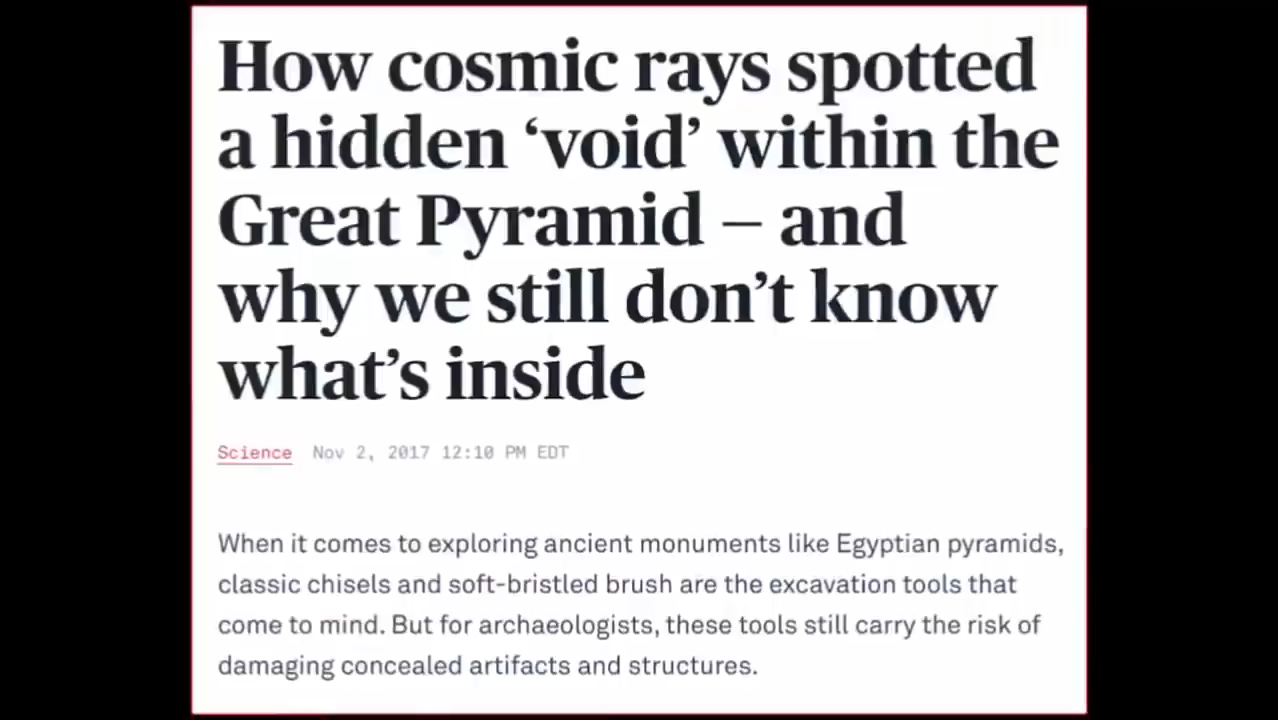 How cosmic rays spotted
a hidden ‘void’ within the
Great Pyramid – and
why we still don’t know
what’s inside
Science Nov 2, 2017 12:10 PM EDT
When it comes to exploring ancient monuments like Egyptian pyramids,
classic chisels and soft-bristled brush are the excavation tools that
come to mind. But for archaeologists, these tools still carry the risk of
damaging concealed artifacts and structures.